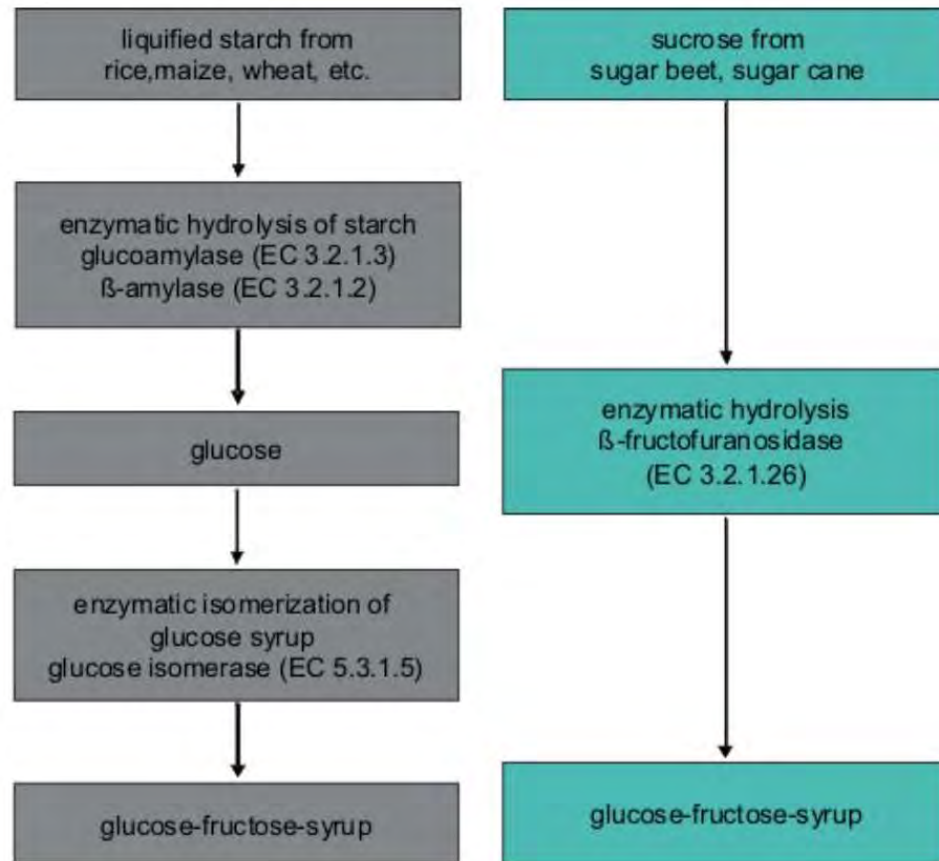 liquified starch from
rice,maize, wheat, etc.
enzymatic hydrolysis of starch
glucoamylase (EC 3.2.1.3)
ß-amylase (EC 3.2.1.2)
glucose
enzymatic isomerization of
glucose syrup
glucose isomerase (EC 5.3.1.5)
glucose-fructose-syrup
sucrose from
sugar beet, sugar cane
enzymatic hydrolysis
ß-fructofuranosidase
(EC 3.2.1.26)
glucose-fructose-syrup